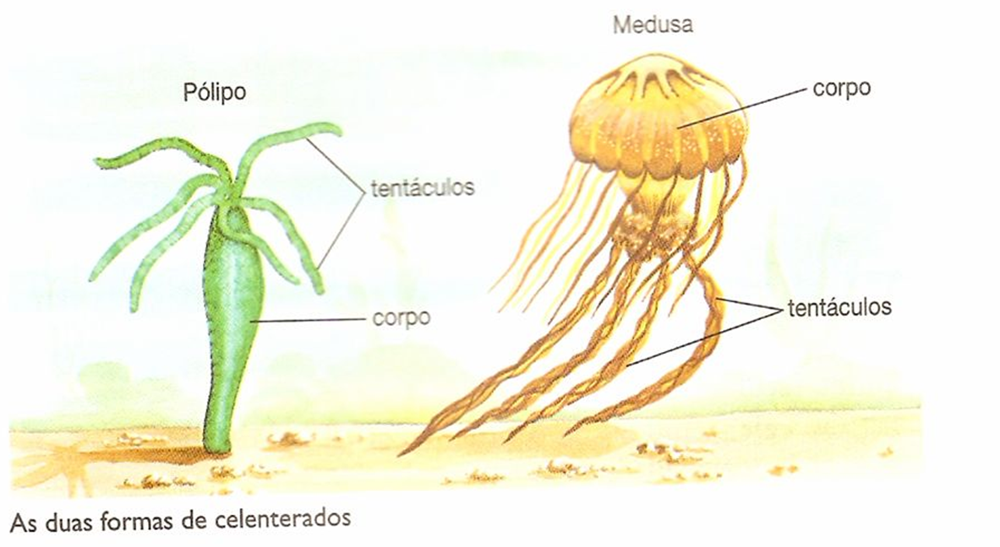 Pólipo
tentáculos
corpo
Medusa
corpo
tentáculos
As duas formas de celenterados